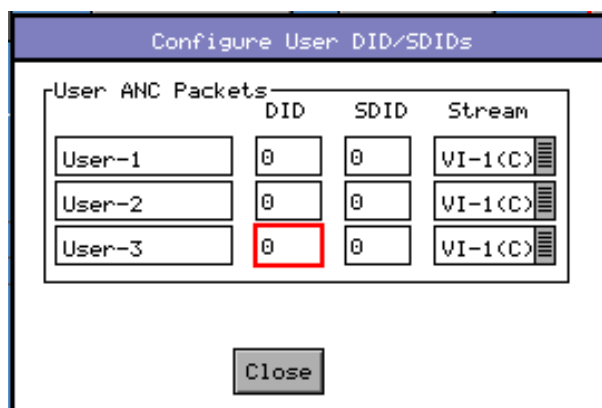 Configure User DID/SDIDs
User ANC Packets
DID SDID Stream
User-1 0 0 VI-1(C)
User-2 0 0 VI-1(C)
User-3 0 0 VI-1(C)
Close